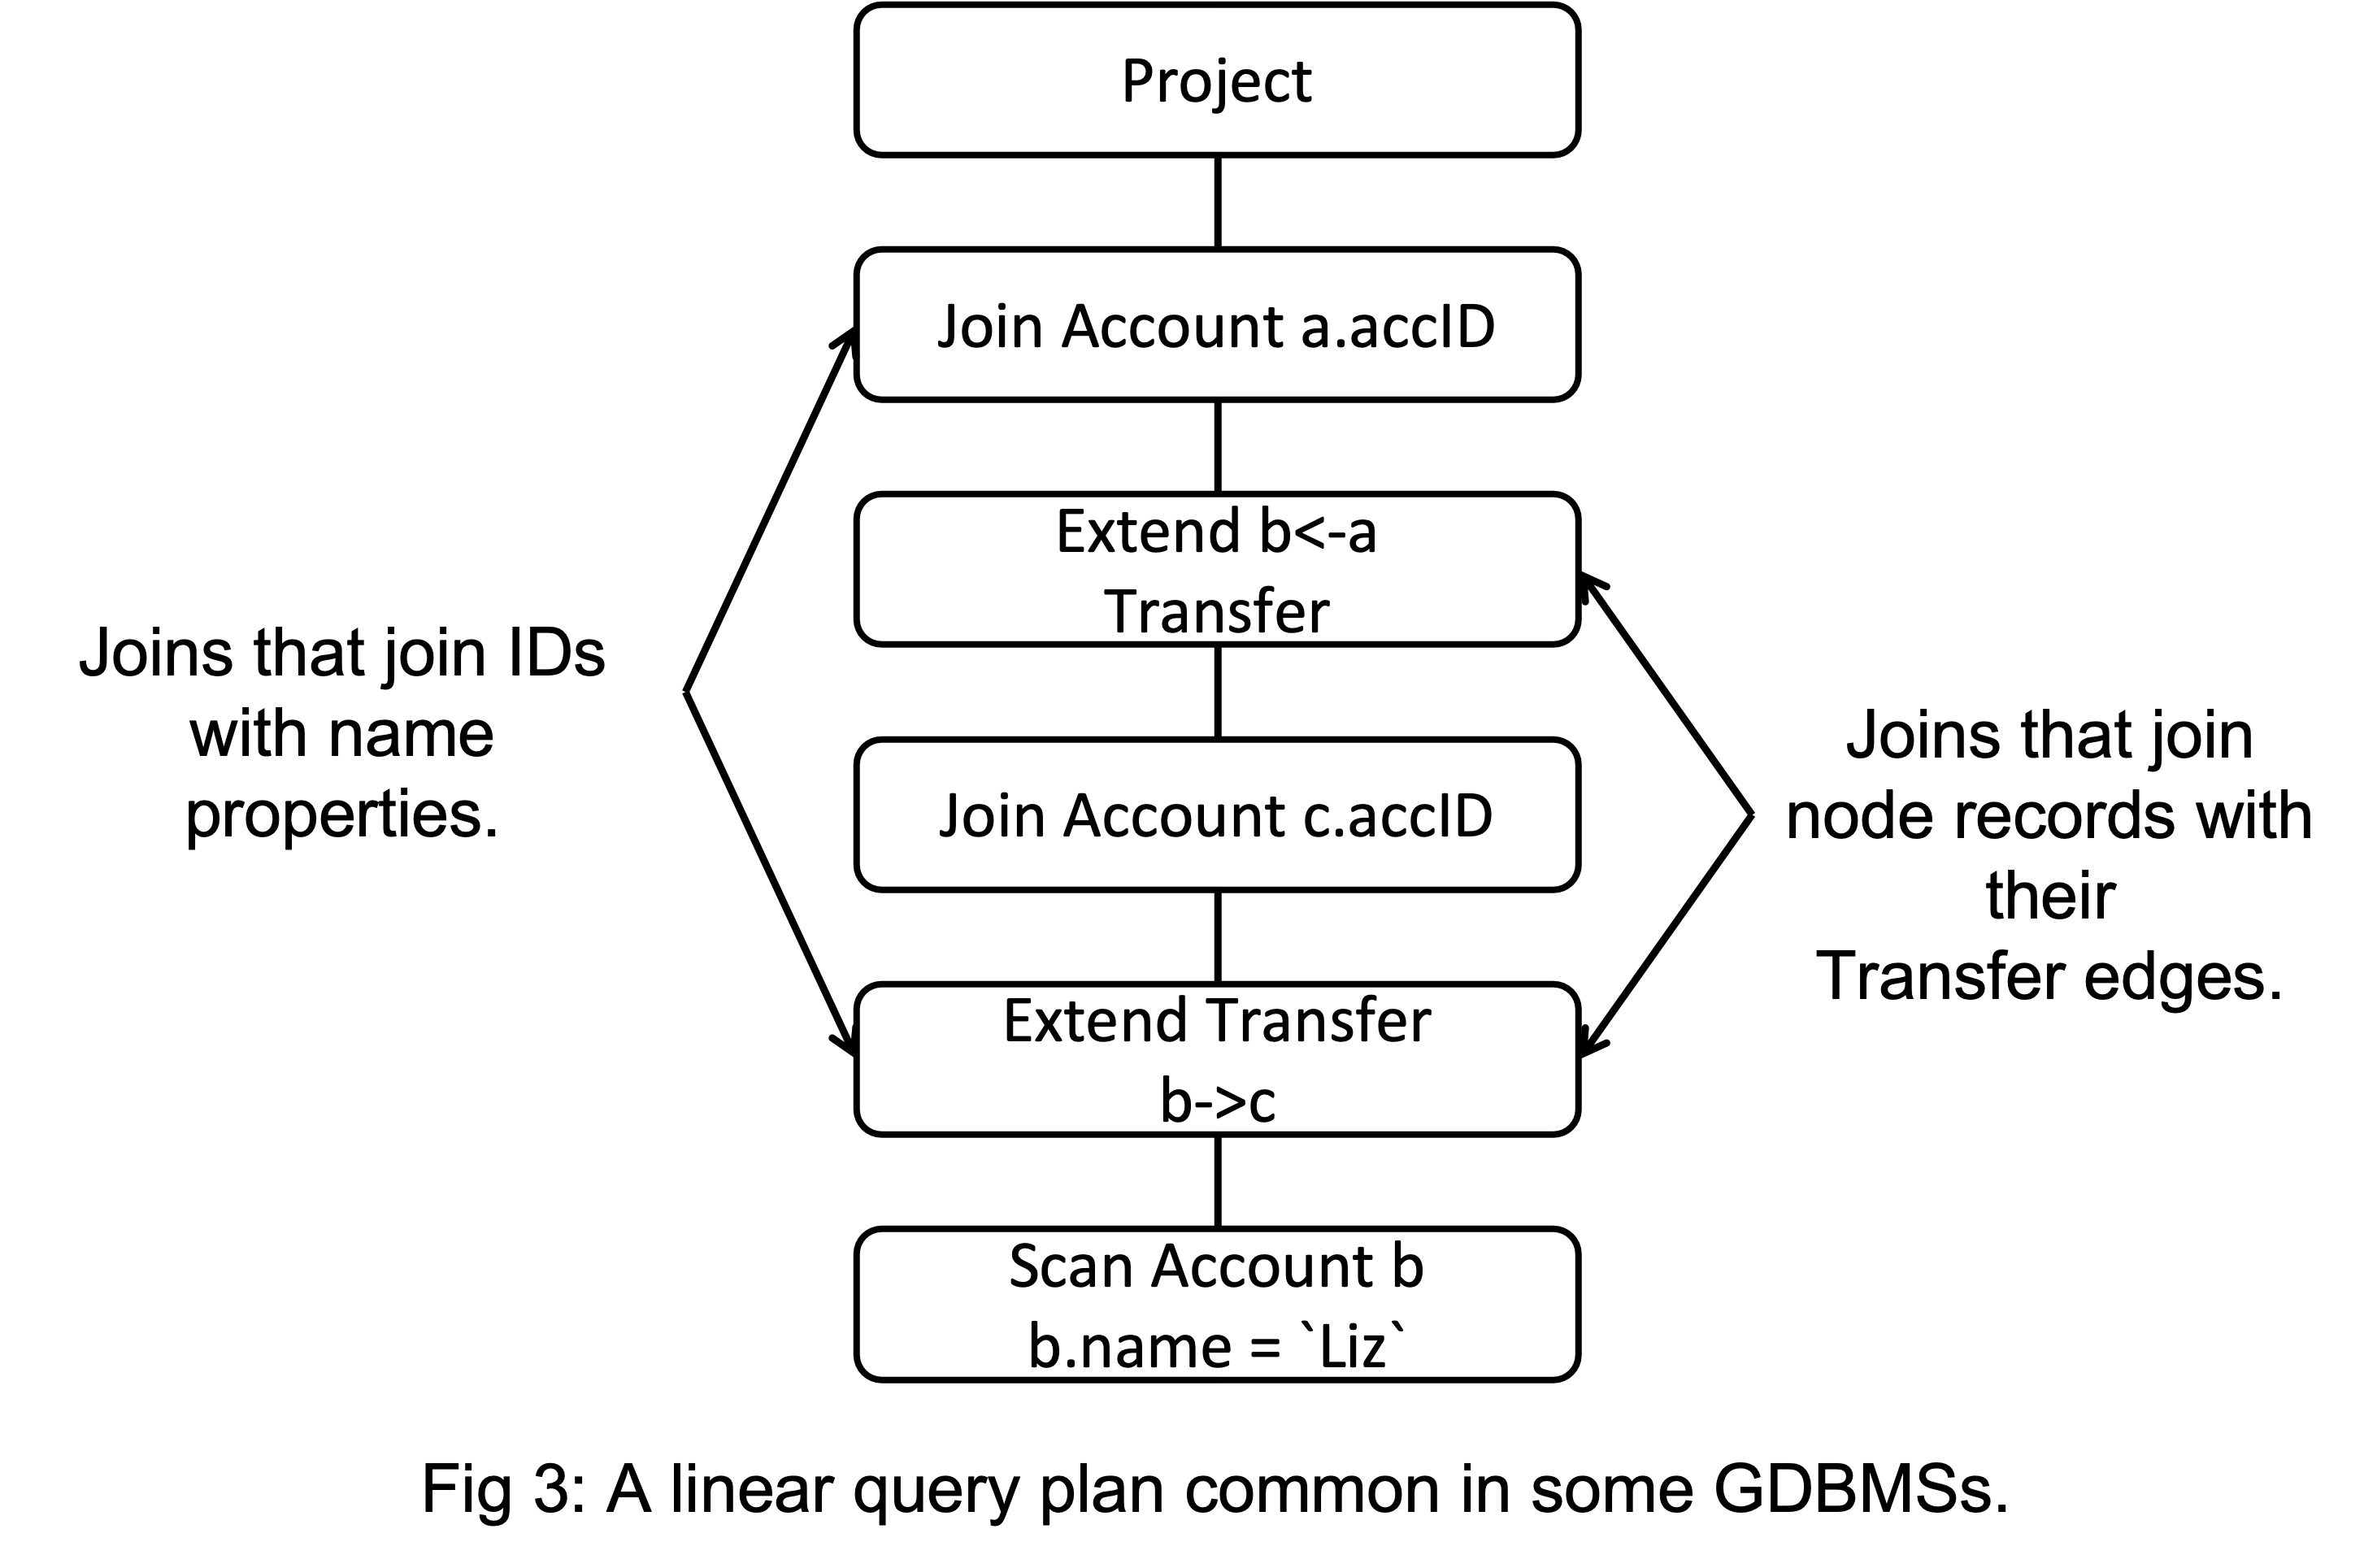 Project
Join Account a.accID
Extend b<-a
Transfer
Joins that join IDs
with name
properties.
Join Account c.accID
Joins that join
node records with
their
Transfer edges.
Extend Transfer
b->c
Scan Account b
b.name = `Liz`
Fig 3: A linear query plan common in some GDBMSs.